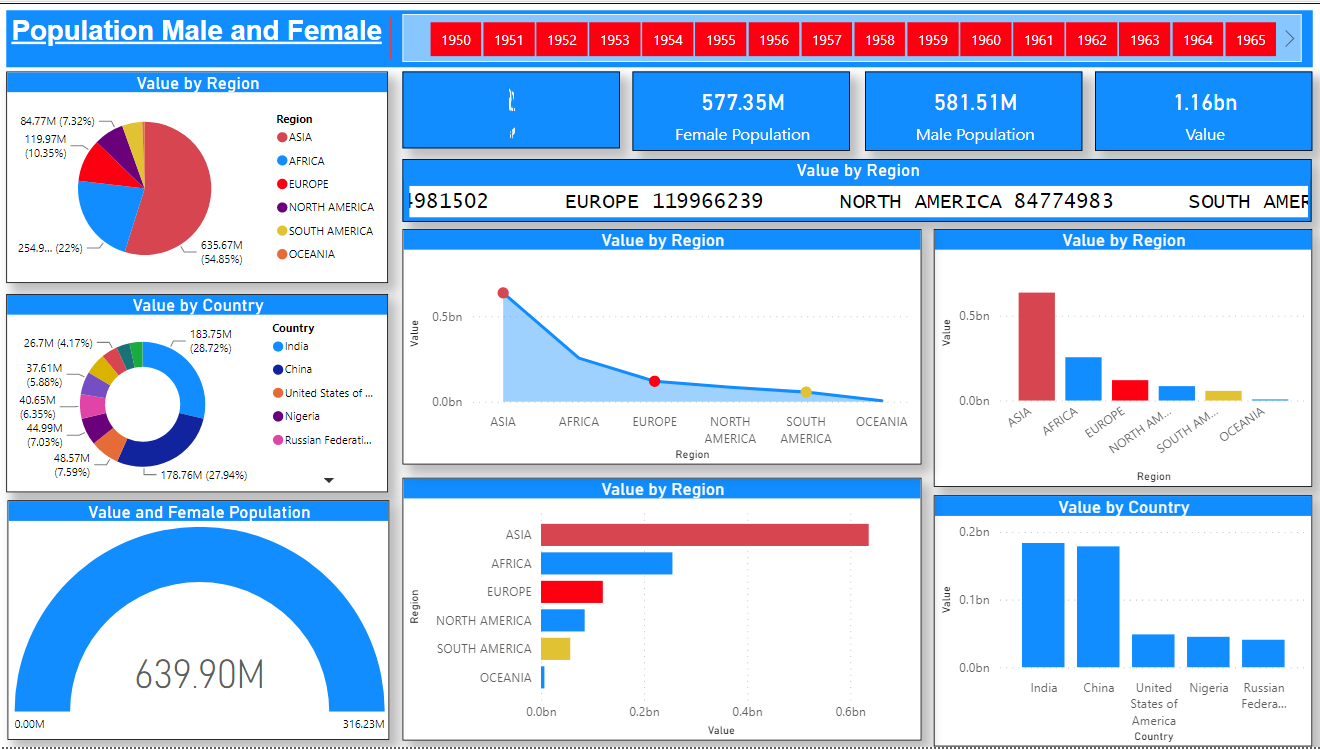 Population Male and Female
1950 1951 1952 1953 1954 1955 1956 1957 1958 1959 1960 1961 1962 1963 1964 1965
Value by Region
84.77M (7.32%)
119.97M
(10.35%)
254.9... (22%)
635.67M
(54.85%)
Region
ASIA
AFRICA
EUROPE
NORTH AMERICA
SOUTH AMERICA
OCEANIA
577.35M
Female Population
581.51M
Male Population
1.16bn
Value
Value by Region
4981502 EUROPE 119966239 NORTH AMERICA 84774983 SOUTH AMER
Value by Country
26.7M (4.17%)
37.61M
(5.88%)
40.65M
(6.35%)
44.99M
(7.03%)
48.57M
(7.59%)
178.76M (27.94%)
183.75M
(28.72%)
Country
India
China
United States of ...
Nigeria
Russian Federati...
Value by Region
Value
0.5bn
0.0bn
ASIA
AFRICA
EUROPE
NORTH
AMERICA
SOUTH
AMERICA
OCEANIA
Region
Value by Region
Value
0.5bn
0.0bn
ASIA
AFRICA
EUROPE
NORTH AM...
SOUTH AM...
OCEANIA
Region
Value and Female Population
639.90M
0.00M
316.23M
Value by Region
Region
ASIA
AFRICA
EUROPE
NORTH AMERICA
SOUTH AMERICA
OCEANIA
0.0bn 0.2bn 0.4bn 0.6bn
Value
Value by Country
Value
0.2bn
0.1bn
0.0bn
India
China
United
States of
America
Nigeria
Russian
Federa...
Country